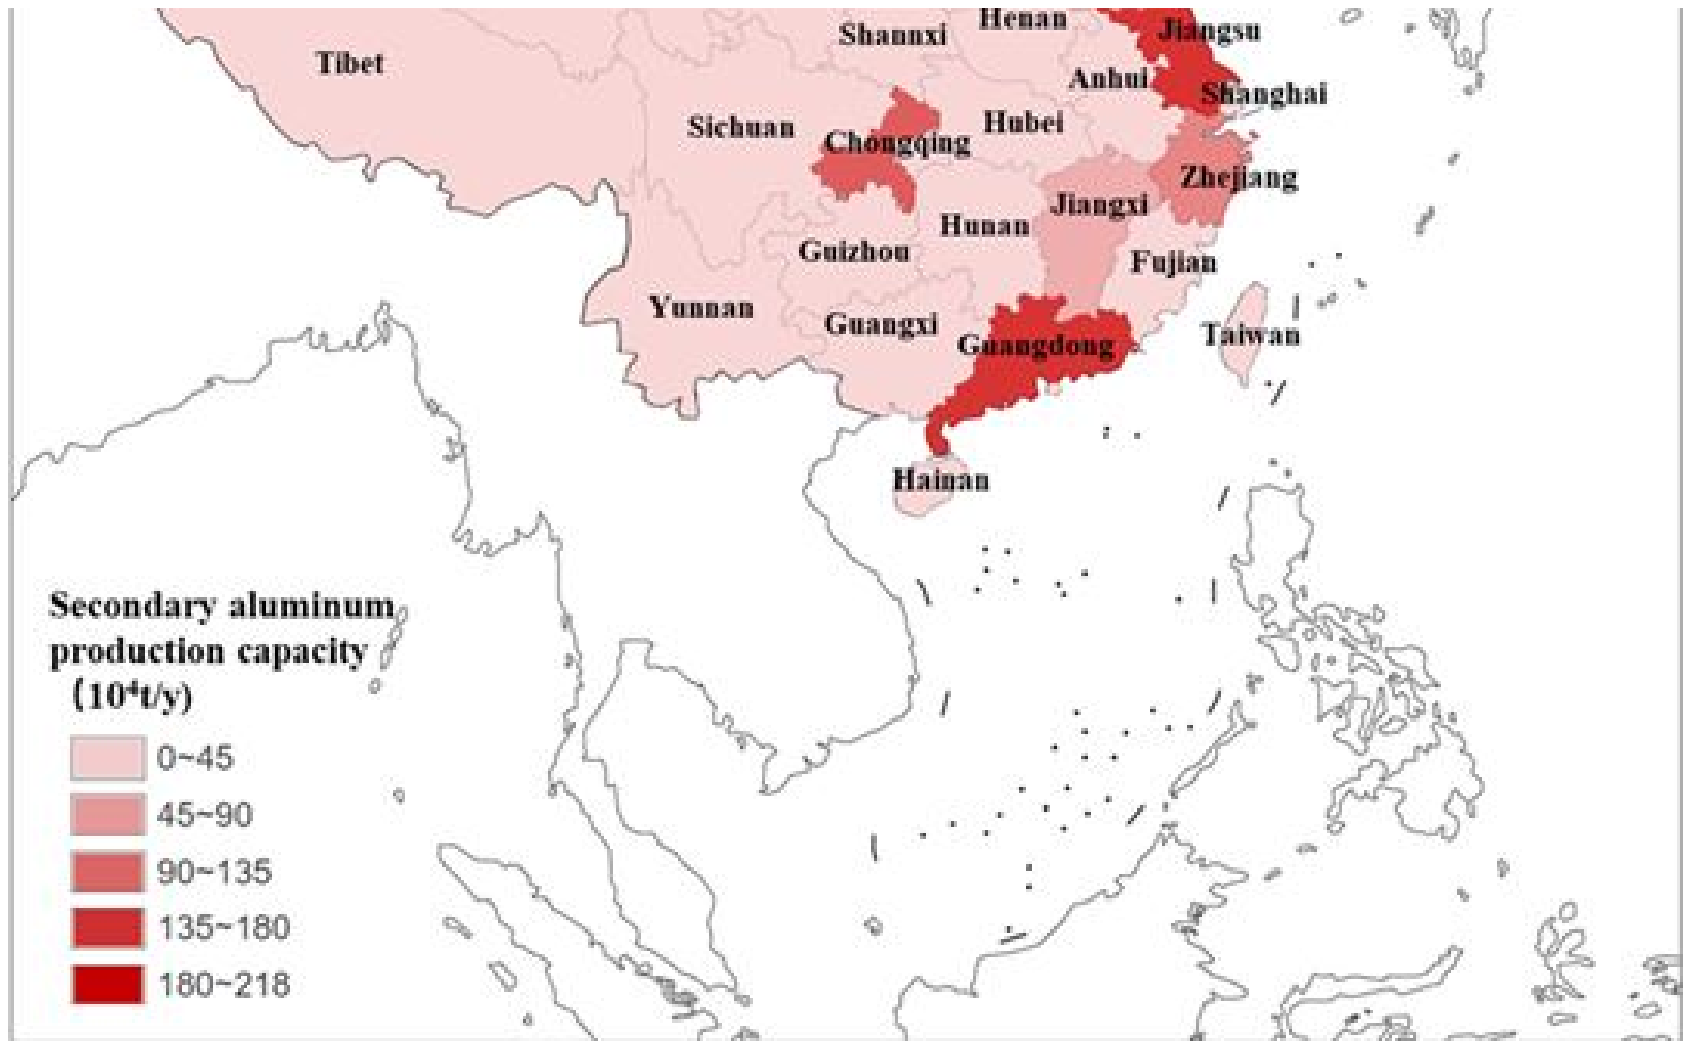 Henan
Jiangsu
Shannxi
Tibet
Anhui
Shanghai
Sichuan
Hubei
Chongqing
Zhejiang
Jiangxi
Hunan
Guizhou
Fujian
Yunnan
Guangxi
Taiwan
Guangdong
Hainan
Secondary aluminum
production capacity
(10⁴t/y)
0~45
45~90
90~135
135~180
180~218